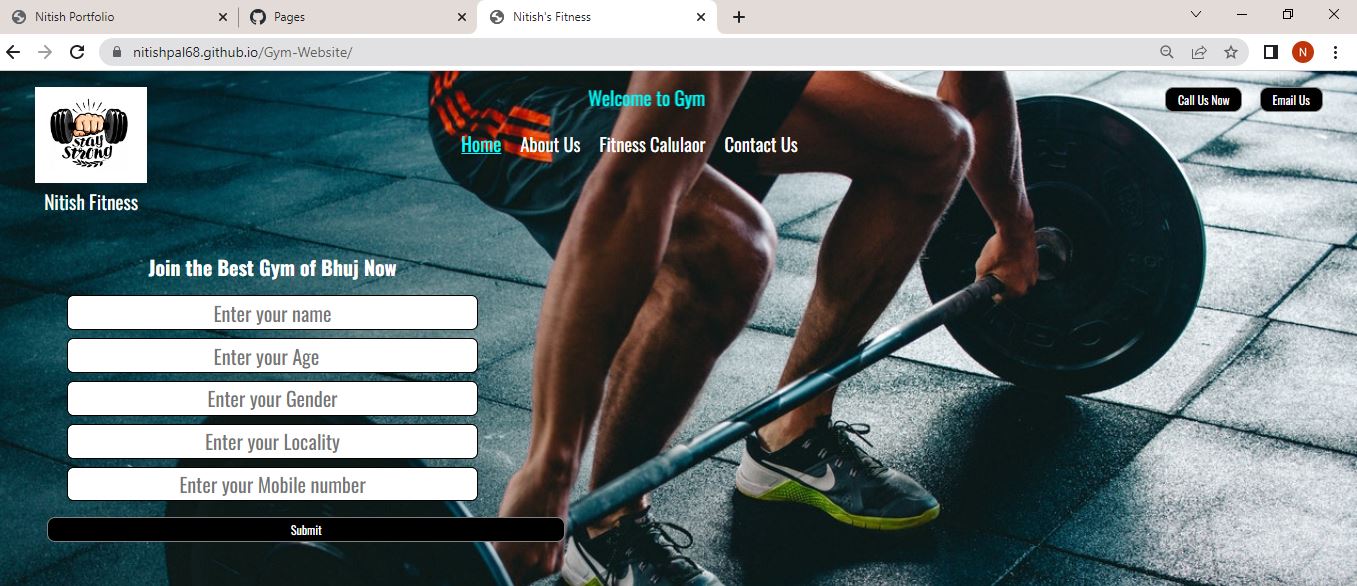 Nitish Portfolio
Pages
Nitish's Fitness
nitishpal68.github.io/Gym-Website/
N
Stay
Strong
Nitish Fitness
Welcome to Gym
Call Us Now
Email Us
Home
About Us
Fitness Calulaor
Contact Us
Join the Best Gym of Bhuj Now
Enter your name
Enter your Age
Enter your Gender
Enter your Locality
Enter your Mobile number
Submit